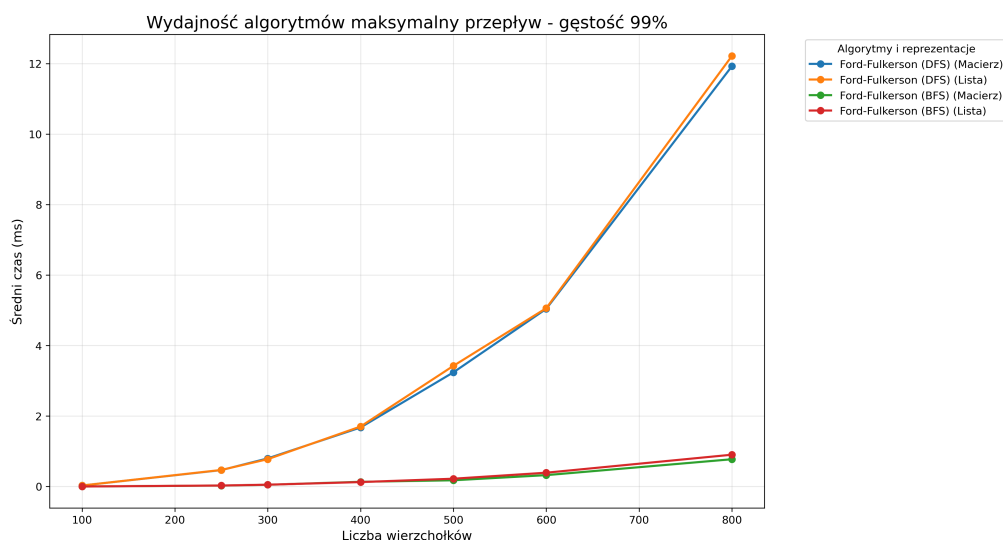 Wydajność algorytmów maksymalny przepływ - gęstość 99%
Algorytmy i reprezentacje
Ford-Fulkerson (DFS) (Macierz)
Ford-Fulkerson (DFS) (Lista)
Ford-Fulkerson (BFS) (Macierz)
Ford-Fulkerson (BFS) (Lista)
Średni czas (ms)
12
10
8
6
4
2
0
100 200 300 400 500 600 700 800
Liczba wierzchołków